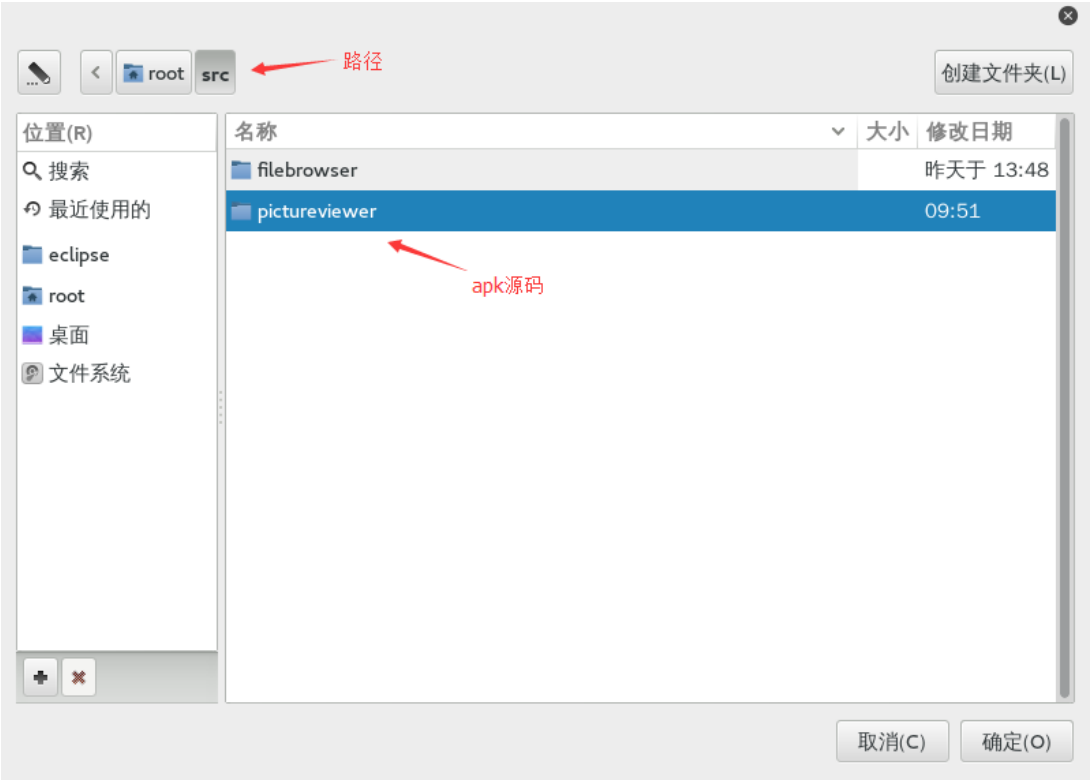 root src 路径 创建文件夹(L)
位置(R) 名称 大小 修改日期
搜索 filebrowser 昨天于 13:48
最近使用的 pictureviewer 09:51
eclipse
apk源码
root
桌面
文件系统
取消(C) 确定(O)